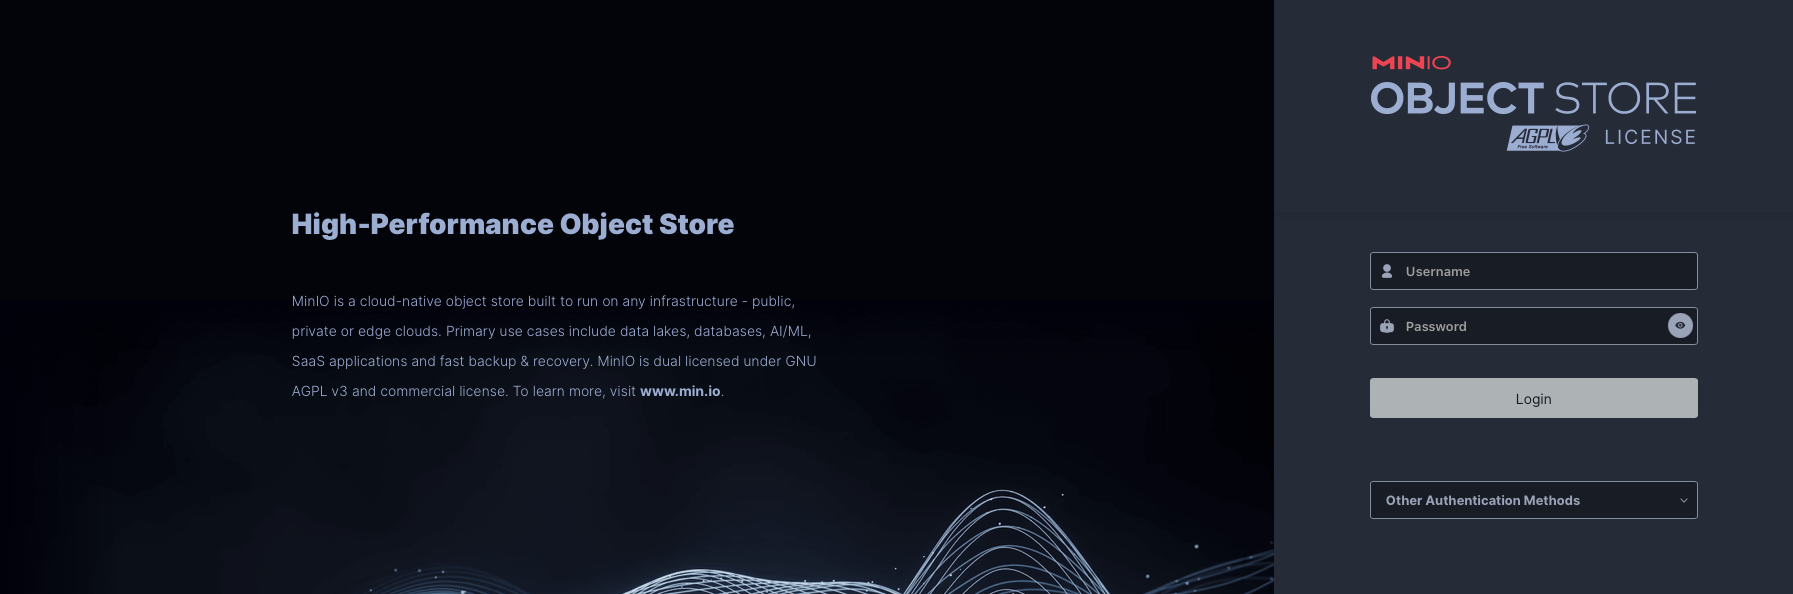 High-Performance Object Store
MinIO is a cloud-native object store built to run on any infrastructure - public,
private or edge clouds. Primary use cases include data lakes, databases, AI/ML,
SaaS applications and fast backup & recovery. MinIO is dual licensed under GNU
AGPL v3 and commercial license. To learn more, visit www.min.io.
MINIO
OBJECT STORE
AGPLv3 LICENSE
Free Software
Username
Password
Login
Other Authentication Methods